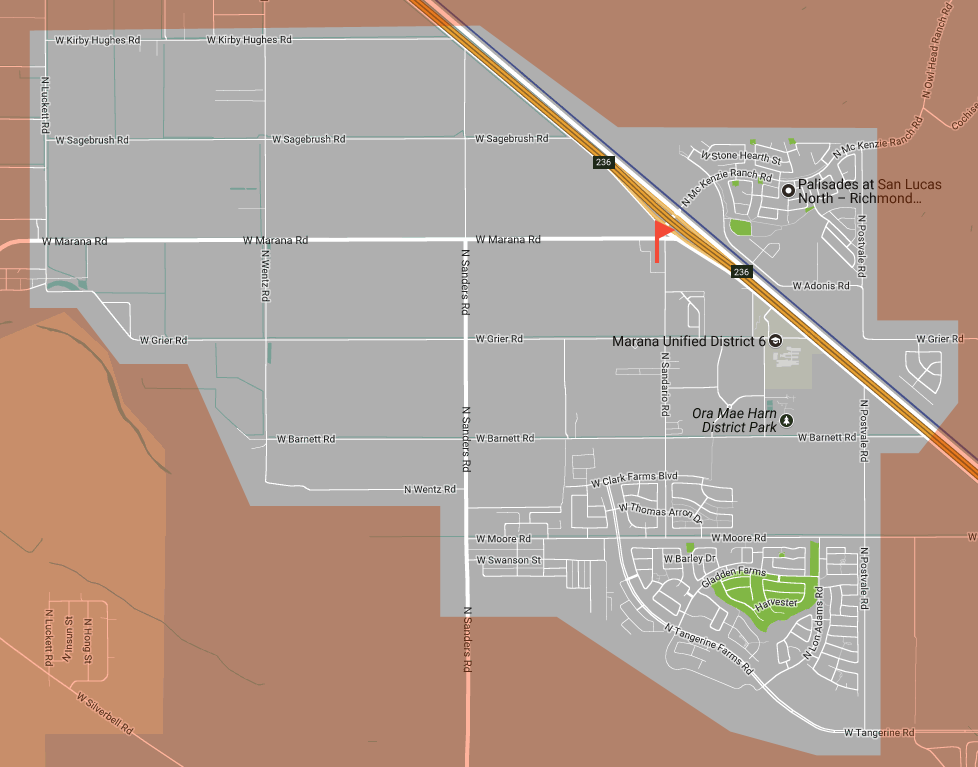 N Owl Head Ranch Rd
W Kirby Hughes Rd
W Kirby Hughes Rd
N Luckett Rd
W Sagebrush Rd
W Sagebrush Rd
W Sagebrush Rd
Cochise
N Mc Kenzie Ranch Rd
W Stone Hearth St
236
N Mc Kenzie Ranch Rd
Palisades at San Lucas
North – Richmond...
W Marana Rd
W Marana Rd
W Marana Rd
N Postvale Rd
N Wentz Rd
N Sanders Rd
236
W Adonis Rd
W Grier Rd
W Grier Rd
Marana Unified District 6
W Grier Rd
N Sandario Rd
Ora Mae Harn
District Park
N Sanders Rd
N Postvale Rd
W Barnett Rd
W Barnett Rd
W Barnett Rd
W Clark Farms Blvd
N Wentz Rd
W Thomas Arron Dr
W Moore Rd
W Moore Rd
W
W Swanson St
W Barley Dr
Gladden Farms
N Postvale Rd
Harvester
N Luckett Rd
N Unsui St
N Hong St
N Sanders Rd
N Tangerine Farms Rd
N Lon Adams Rd
W Silverbell Rd
W Tangerine Rd